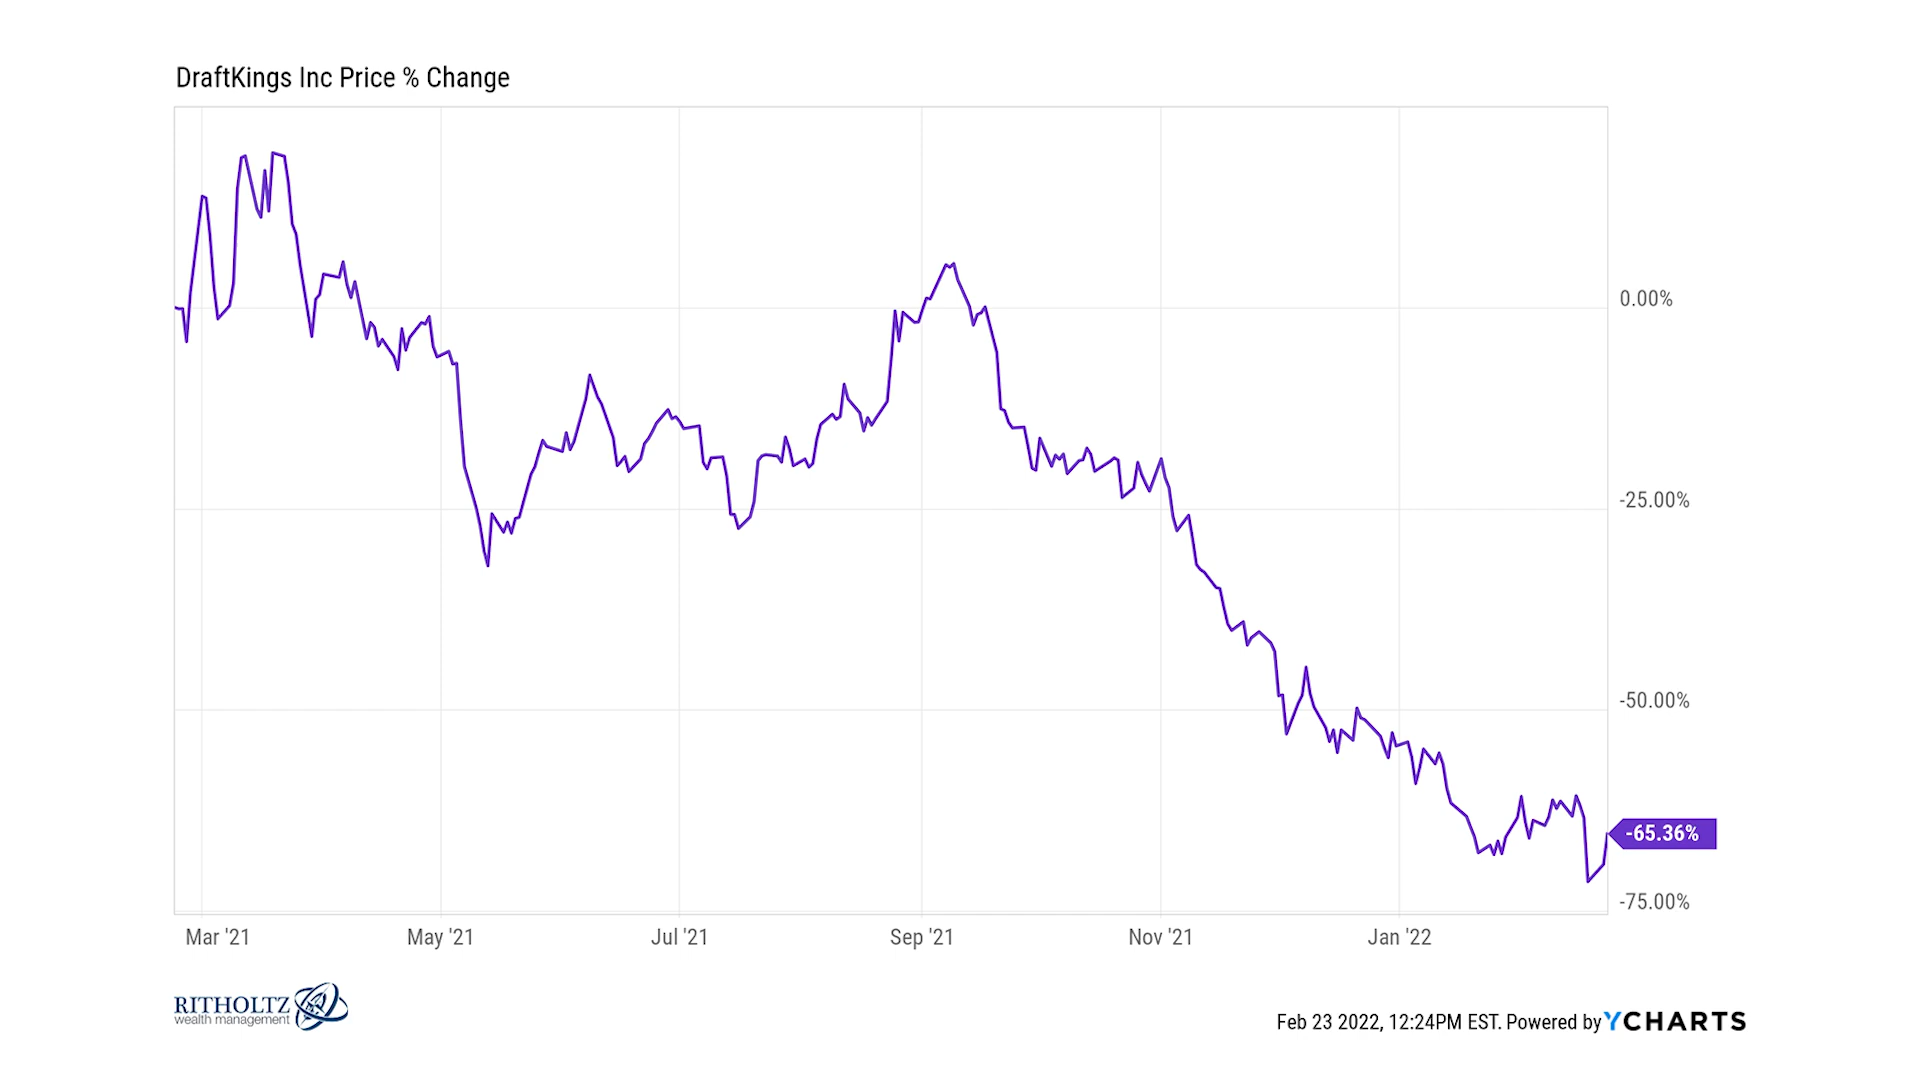 DraftKings Inc Price % Change
0.00%
-25.00%
-50.00%
-65.36%
-75.00%
Mar '21 May '21 Jul '21 Sep '21 Nov '21 Jan '22
RITHOLTZ
wealth management
Feb 23 2022, 12:24PM EST. Powered by YCHARTS